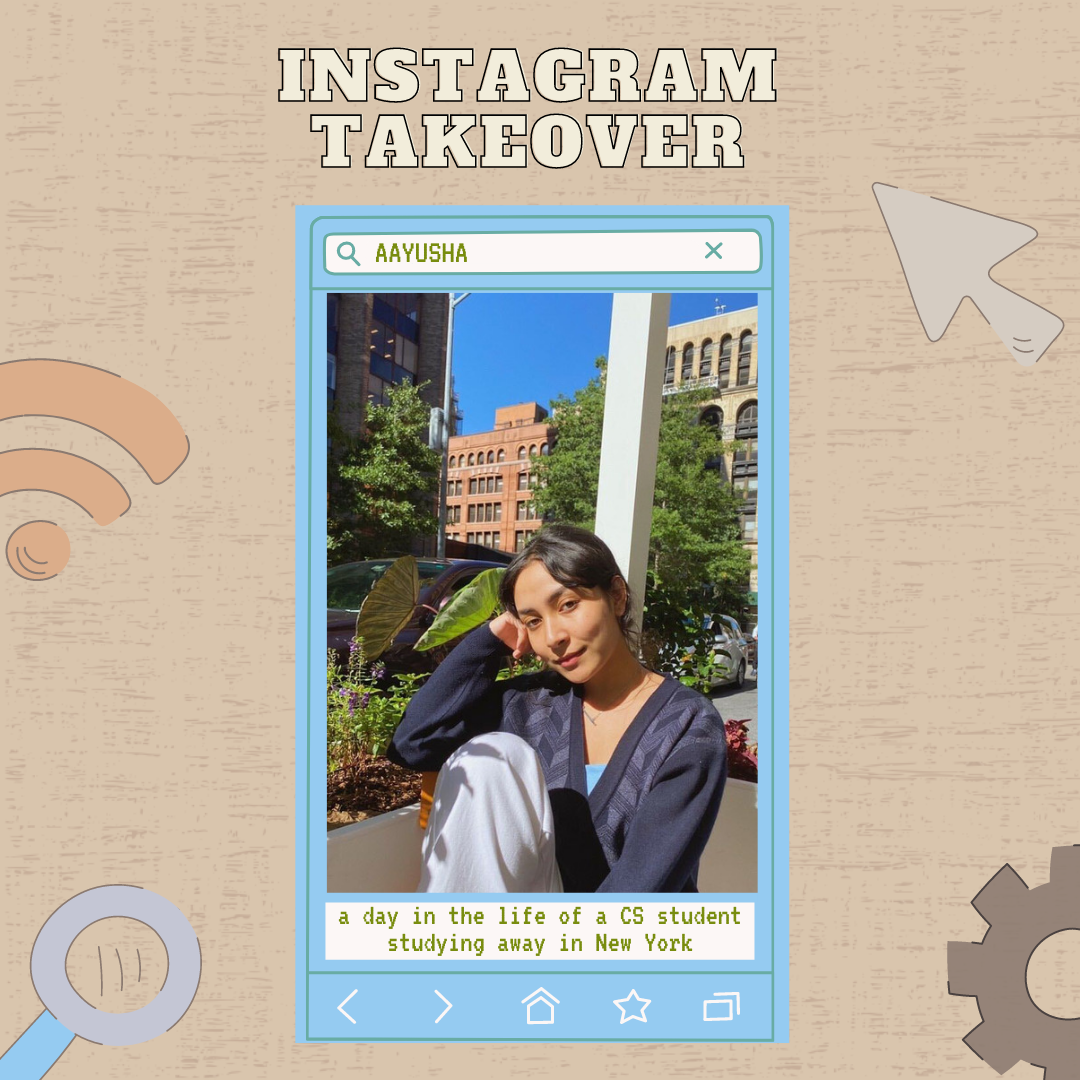 INSTAGRAM
TAKEOVER
AAYUSHA
a day in the life of a CS student
studying away in New York